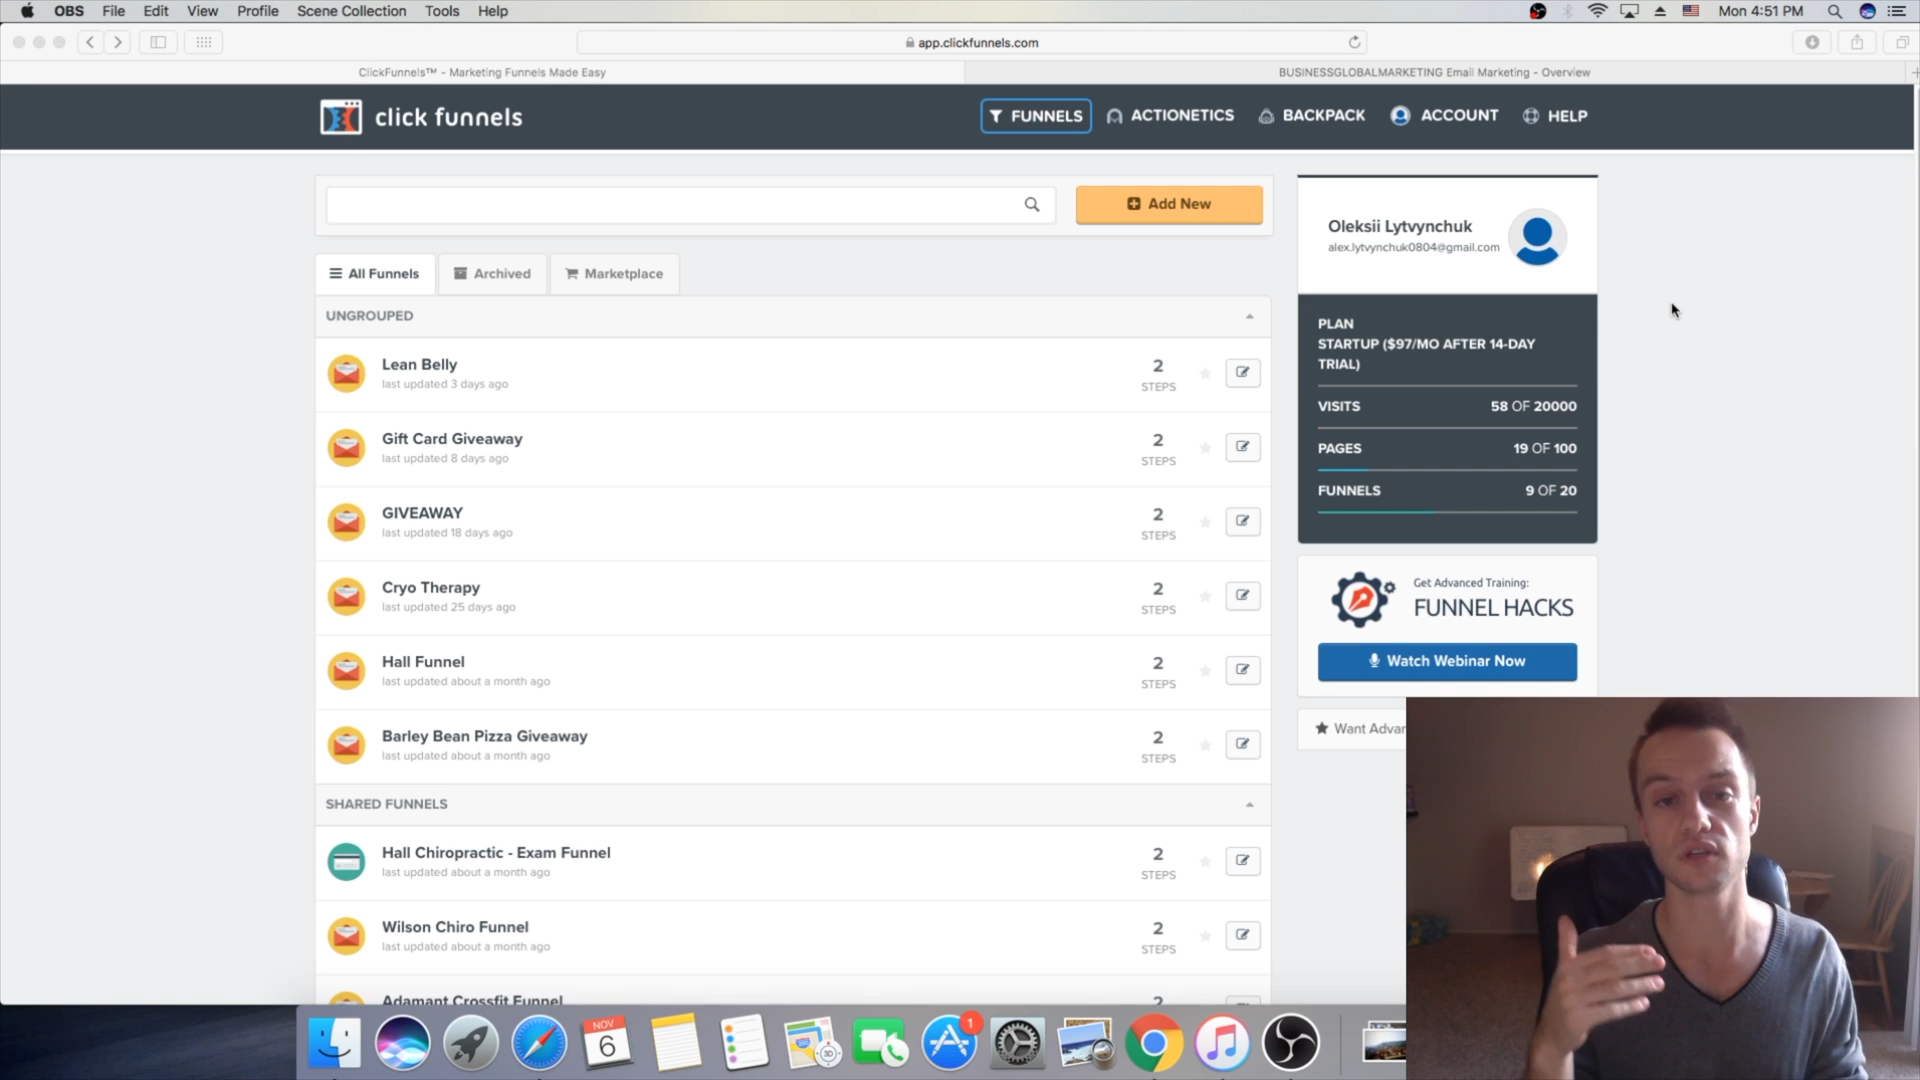 OBS File Edit View Profile Scene Collection Tools Help Mon 4:51 PM
app.clickfunnels.com
ClickFunnels™ - Marketing Funnels Made Easy
BUSINESSGLOBALMARKETING Email Marketing - Overview
click funnels
FUNNELS ACTIONETICS BACKPACK ACCOUNT HELP
Add New
All Funnels Archived Marketplace
UNGROUPED
Lean Belly
last updated 3 days ago
2
STEPS
Gift Card Giveaway
last updated 8 days ago
2
STEPS
GIVEAWAY
last updated 18 days ago
2
STEPS
Cryo Therapy
last updated 25 days ago
2
STEPS
Hall Funnel
last updated about a month ago
2
STEPS
Barley Bean Pizza Giveaway
last updated about a month ago
2
STEPS
SHARED FUNNELS
Hall Chiropractic - Exam Funnel
last updated about a month ago
2
STEPS
Wilson Chiro Funnel
last updated about a month ago
2
STEPS
Adamant Crossfit Funnel
2
Oleksii Lytvynchuk
alex.lytvynchuk0804@gmail.com
PLAN
STARTUP ($97/MO AFTER 14-DAY
TRIAL)
VISITS 58 OF 20000
PAGES 19 OF 100
FUNNELS 9 OF 20
Get Advanced Training:
FUNNEL HACKS
Watch Webinar Now
Want Advan
NOV
6
3D
1